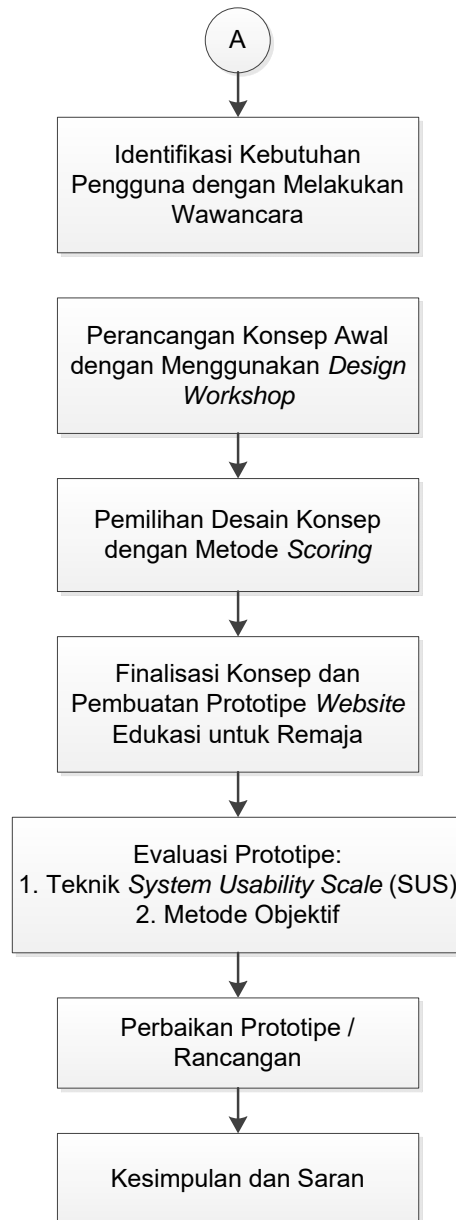 A
Identifikasi Kebutuhan
Pengguna dengan Melakukan
Wawancara
Perancangan Konsep Awal
dengan Menggunakan Design
Workshop
Pemilihan Desain Konsep
dengan Metode Scoring
Finalisasi Konsep dan
Pembuatan Prototipe Website
Edukasi untuk Remaja
Evaluasi Prototipe:
1. Teknik System Usability Scale (SUS)
2. Metode Objektif
Perbaikan Prototipe /
Rancangan
Kesimpulan dan Saran